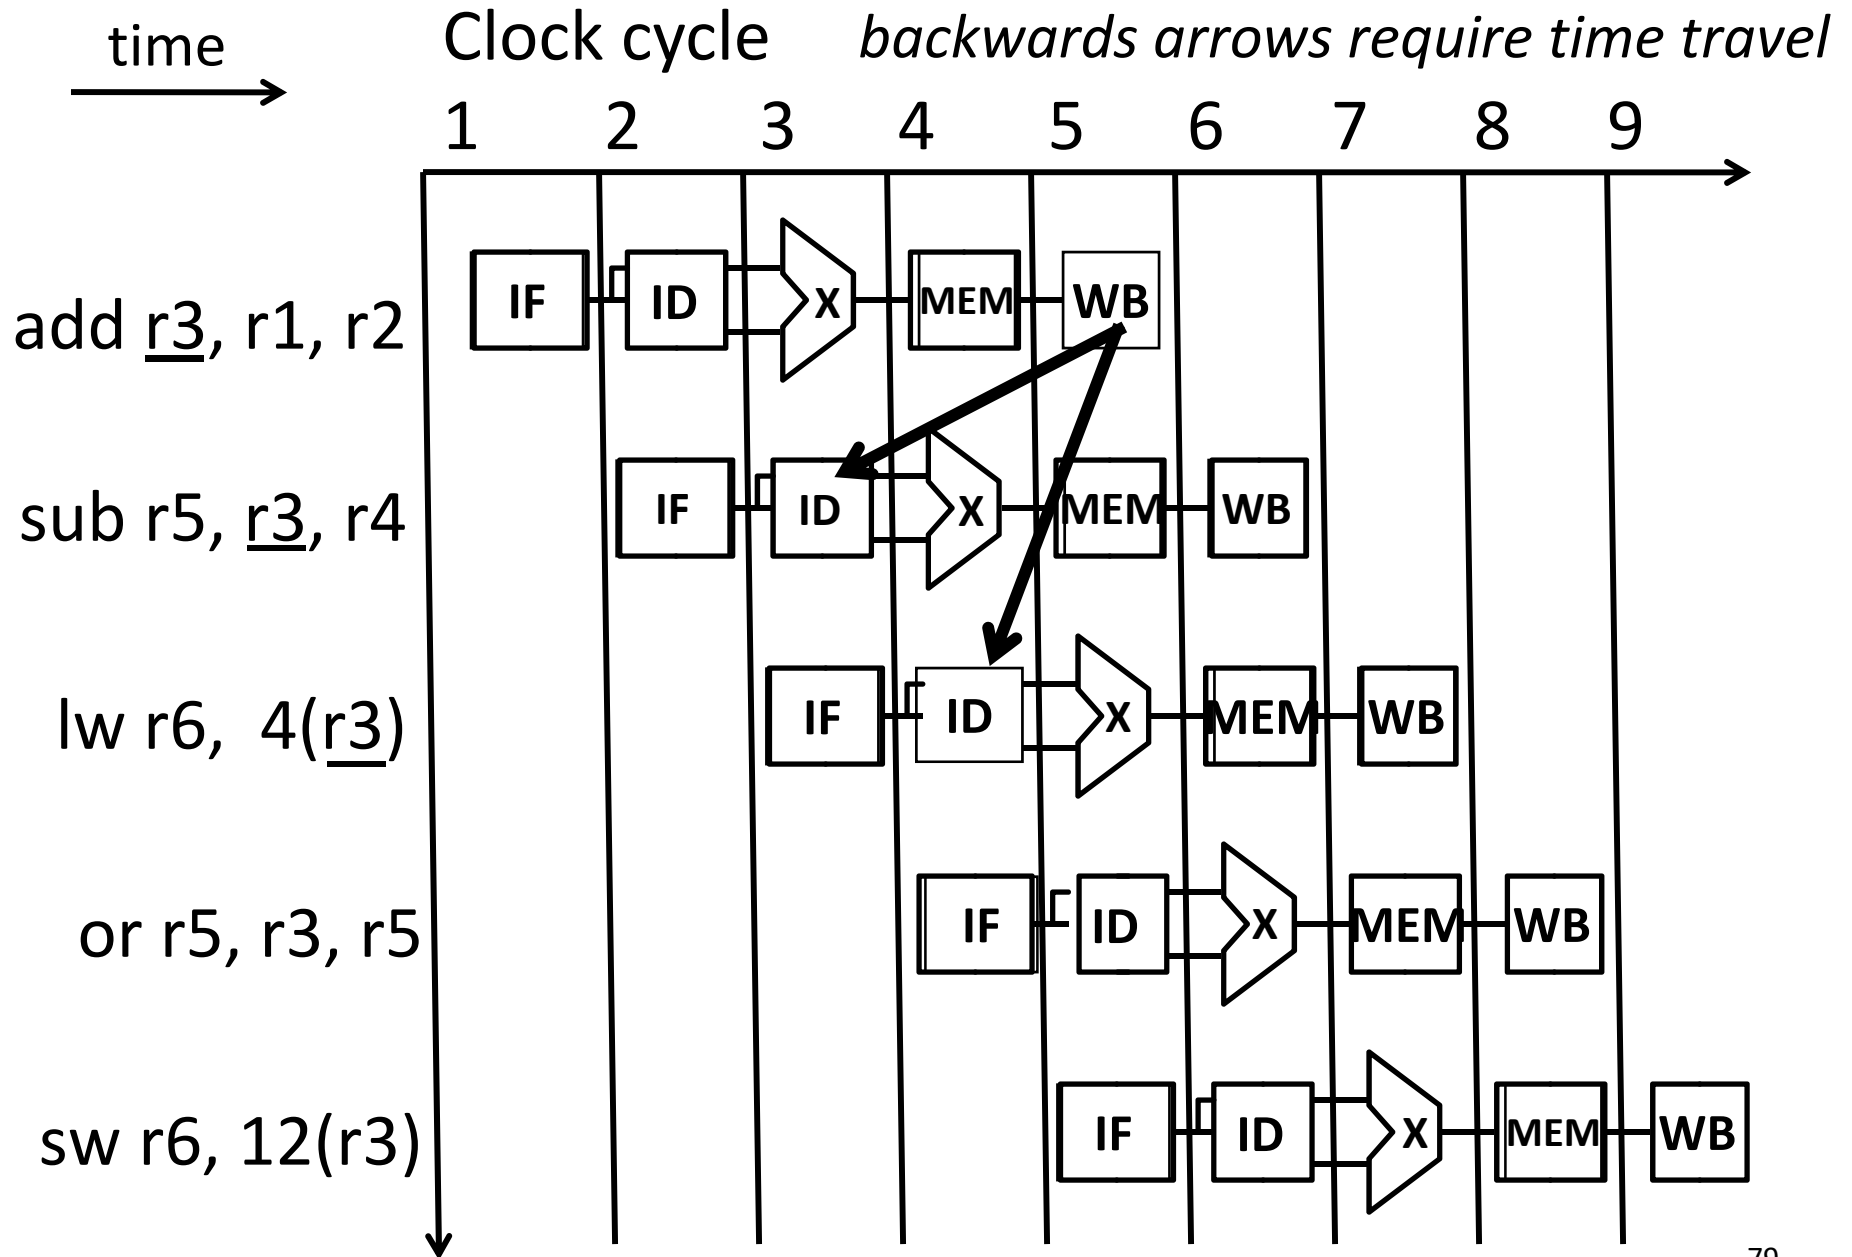 time Clock cycle backwards arrows require time travel
1 2 3 4 5 6 7 8 9
add r3, r1, r2 IF ID X MEM WB
sub r5, r3, r4 IF ID X MEM WB
lw r6, 4(r3) IF ID X MEM WB
or r5, r3, r5 IF ID X MEM WB
sw r6, 12(r3) IF ID X MEM WB
79